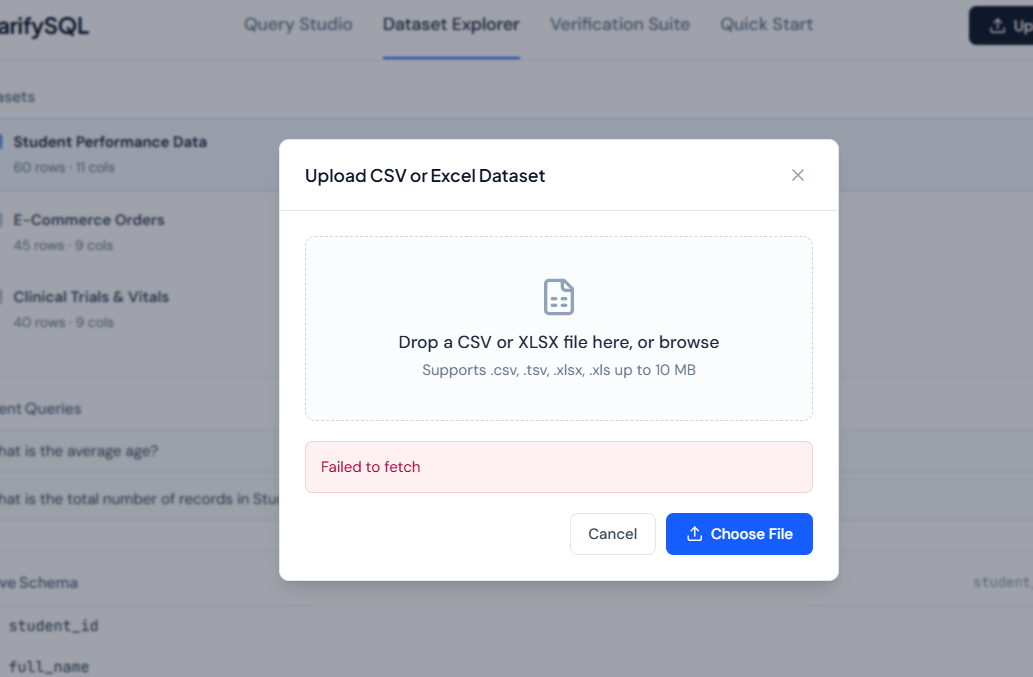 arifySQL
Query Studio Dataset Explorer Verification Suite Quick Start
Up
asets
Student Performance Data
60 rows · 11 cols
E-Commerce Orders
45 rows · 9 cols
Clinical Trials & Vitals
40 rows · 9 cols
ent Queries
hat is the average age?
hat is the total number of records in Stu
ve Schema
student_
student_id
full_name
Upload CSV or Excel Dataset
Drop a CSV or XLSX file here, or browse
Supports .csv, .tsv, .xlsx, .xls up to 10 MB
Failed to fetch
Cancel
Choose File